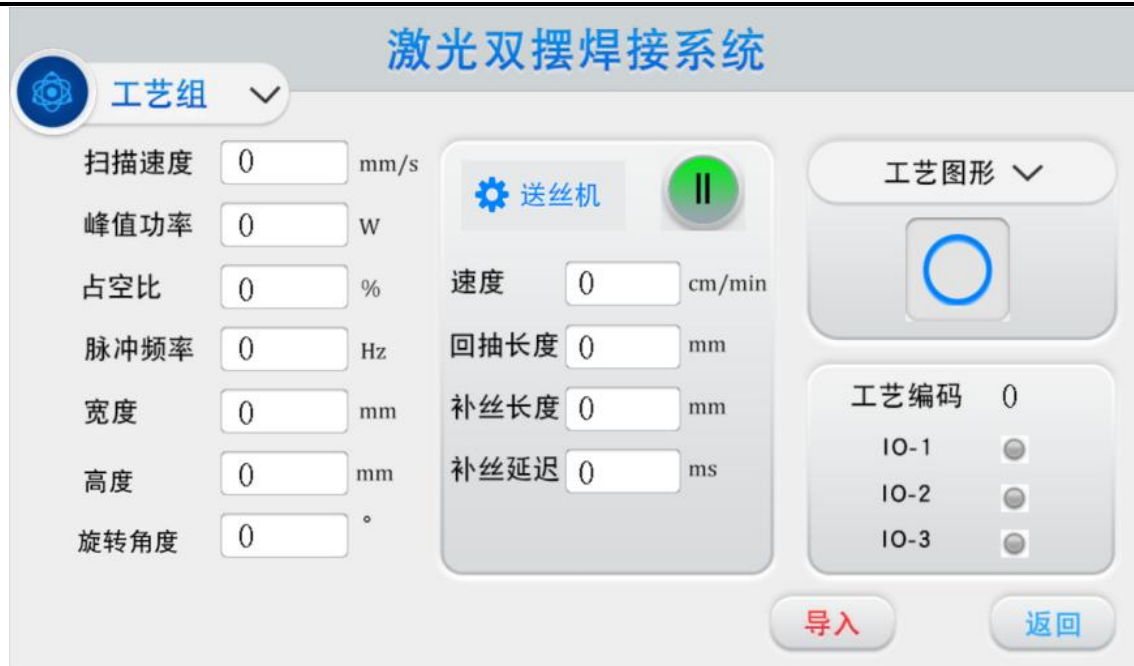 激光双摆焊接系统
工艺组
扫描速度 0 mm/s
峰值功率 0 W
占空比 0 %
脉冲频率 0 Hz
宽度 0 mm
高度 0 mm
旋转角度 0 °
送丝机
速度 0 cm/min
回抽长度 0 mm
补丝长度 0 mm
补丝延迟 0 ms
工艺图形
工艺编码 0
IO-1
IO-2
IO-3
导入
返回